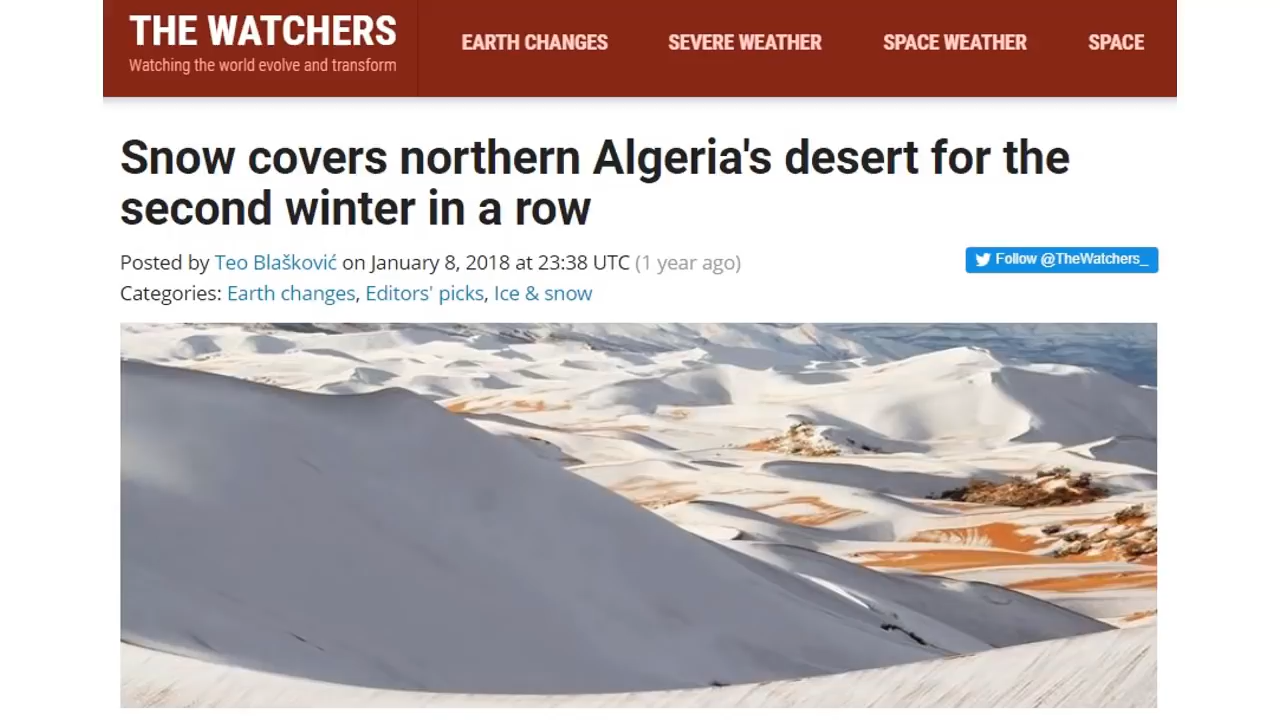 THE WATCHERS
Watching the world evolve and transform
EARTH CHANGES SEVERE WEATHER SPACE WEATHER SPACE
Snow covers northern Algeria's desert for the
second winter in a row
Posted by Teo Blašković on January 8, 2018 at 23:38 UTC (1 year ago)
Follow @TheWatchers_
Categories: Earth changes, Editors' picks, Ice & snow